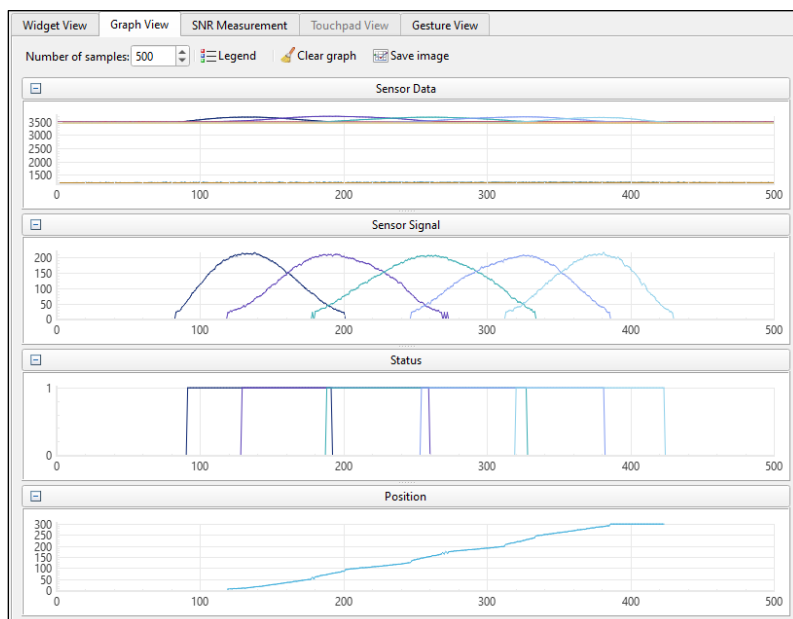 Widget View Graph View SNR Measurement Touchpad View Gesture View
Number of samples: 500 Legend Clear graph Save image
Sensor Data
3500
3000
2500
2000
1500
0 100 200 300 400 500
Sensor Signal
200
150
100
50
0
0 100 200 300 400 500
Status
1
0
0 100 200 300 400 500
Position
300
250
200
150
100
50
0
0 100 200 300 400 500